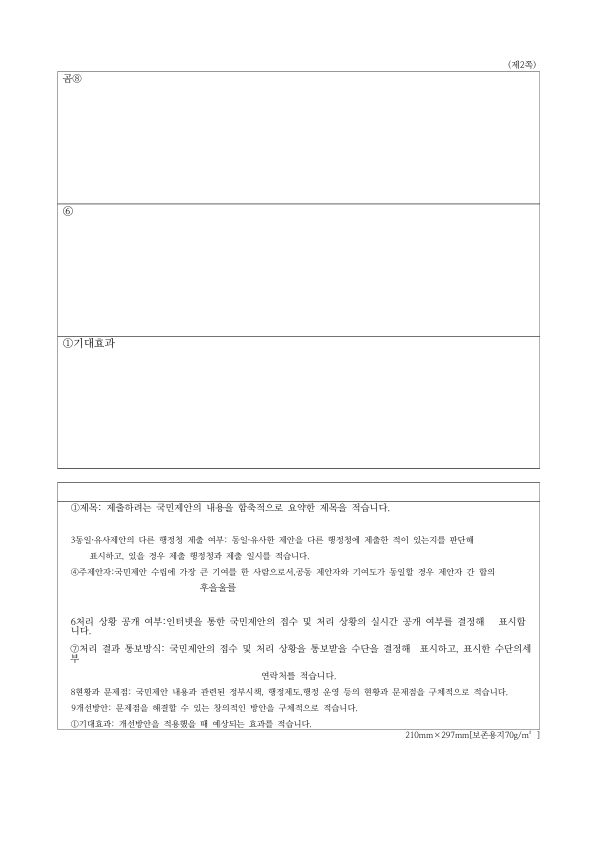 (제2쪽)
곰⑧
⑥
①기대효과
①제목: 제출하려는 국민제안의 내용을 함축적으로 요약한 제목을 적습니다.
3동일·유사제안의 다른 행정청 제출 여부: 동일·유사한 제안을 다른 행정청에 제출한 적이 있는지를 판단해
표시하고, 있을 경우 제출 행정청과 제출 일시를 적습니다.
④주제안자:국민제안 수립에 가장 큰 기여를 한 사람으로서,공동 제안자와 기여도가 동일할 경우 제안자 간 합의
후을율를
6처리 상황 공개 여부:인터넷을 통한 국민제안의 접수 및 처리 상황의 실시간 공개 여부를 결정해 표시합
니다.
⑦처리 결과 통보방식: 국민제안의 접수 및 처리 상황을 통보받을 수단을 결정해 표시하고, 표시한 수단의세
부
연락처를 적습니다.
8현황과 문제점: 국민제안 내용과 관련된 정부시책, 행정제도,행정 운영 등의 현황과 문제점을 구체적으로 적습니다.
9개선방안: 문제점을 해결할 수 있는 창의적인 방안을 구체적으로 적습니다.
①기대효과: 개선방안을 적용했을 때 예상되는 효과를 적습니다.
210mm×297mm[보존용지70g/㎡ ]